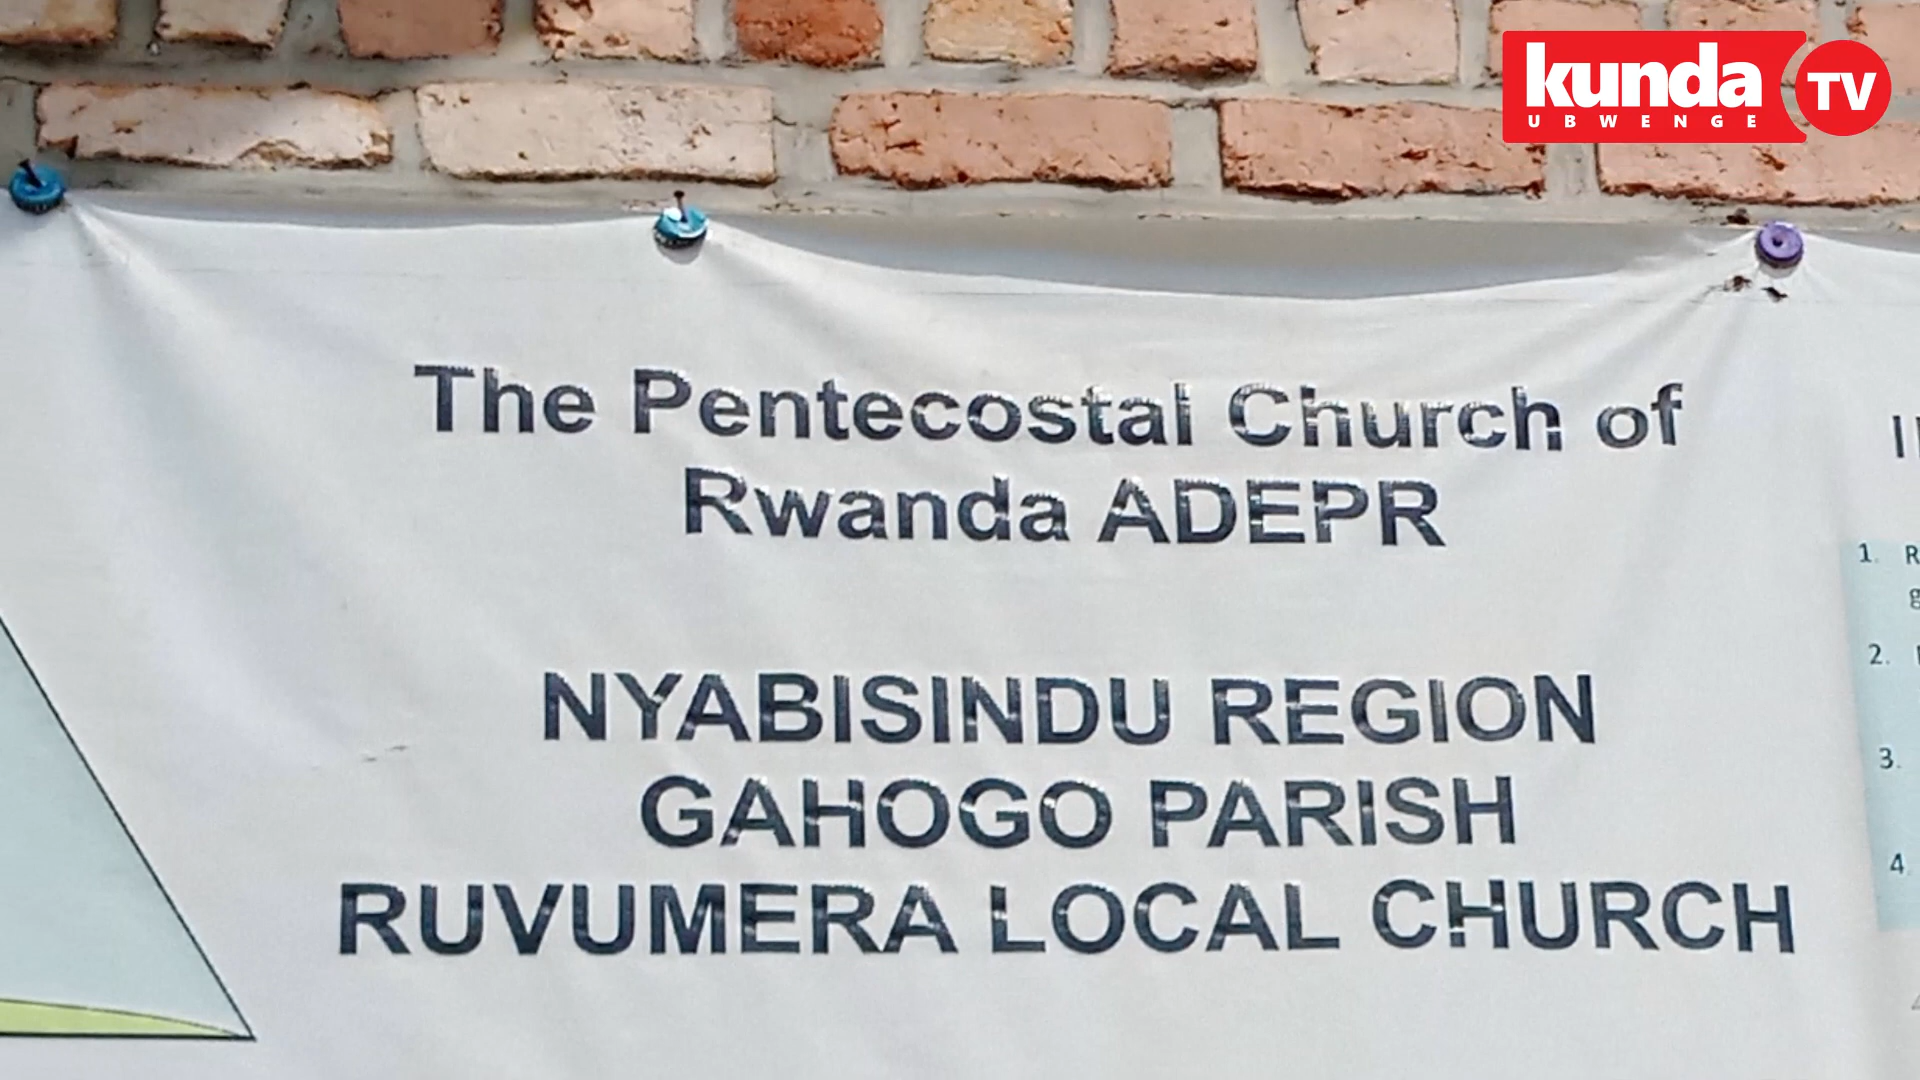 kunda TV
UBWENGE
The Pentecostal Church of
Rwanda ADEPR
NYABISINDU REGION
GAHOGO PARISH
RUVUMERA LOCAL CHURCH
1.
2.
3.
4